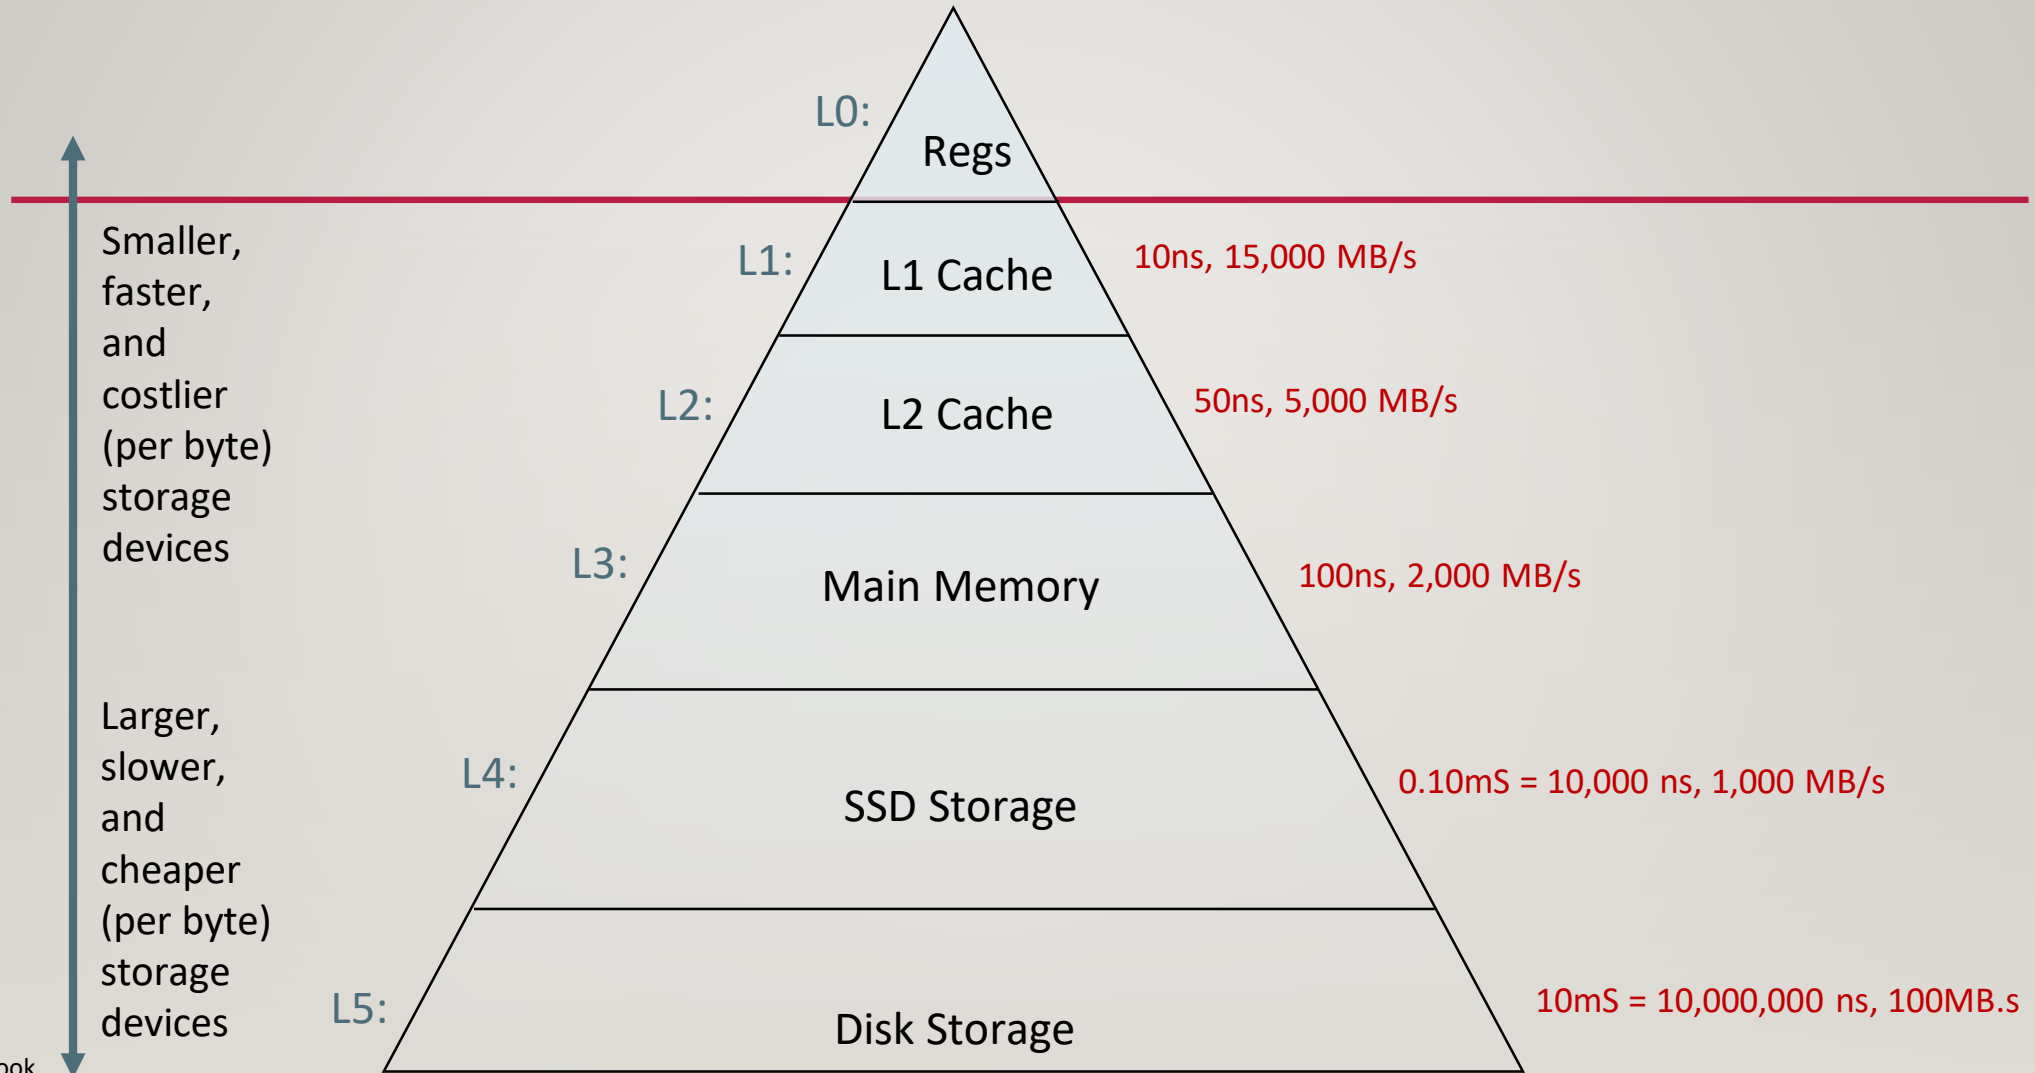 L0:
Regs
Smaller,
faster,
and
costlier
(per byte)
storage
devices
L1:
L1 Cache
10ns, 15,000 MB/s
L2:
L2 Cache
50ns, 5,000 MB/s
L3:
Main Memory
100ns, 2,000 MB/s
Larger,
slower,
and
cheaper
(per byte)
storage
devices
L4:
SSD Storage
0.10mS = 10,000 ns, 1,000 MB/s
L5:
Disk Storage
10mS = 10,000,000 ns, 100MB.s